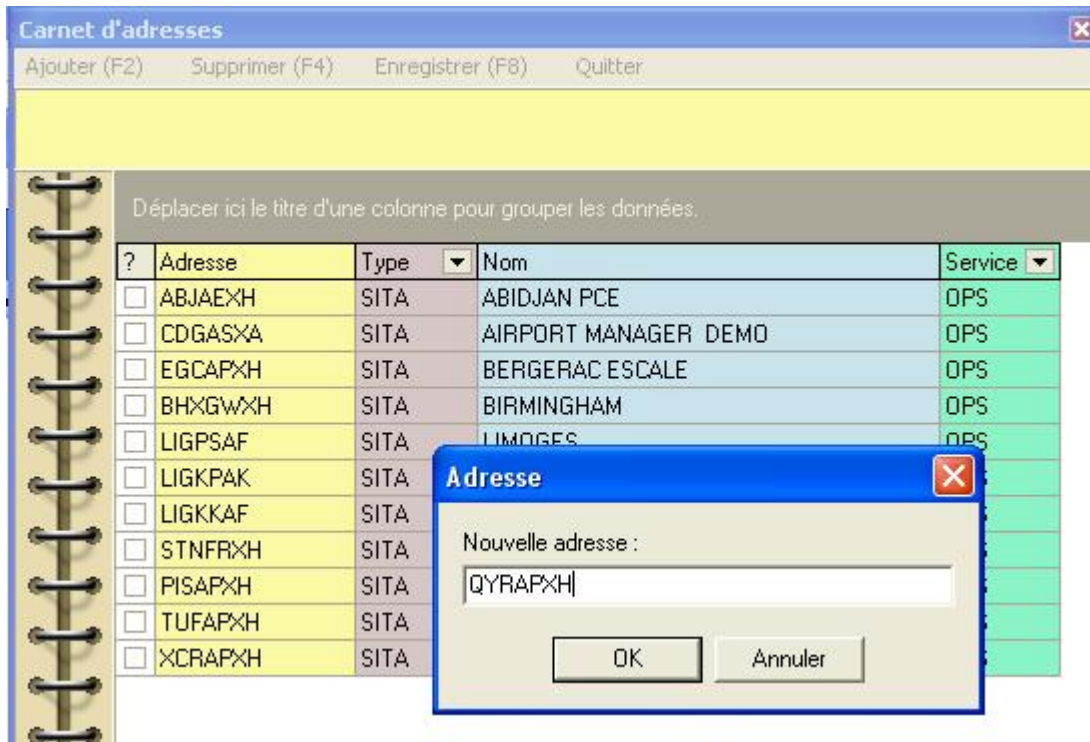 Carnet d'adresses
Ajouter (F2) Supprimer (F4) Enregistrer (F8) Quitter
Déplacer ici le titre d'une colonne pour grouper les données.
? Adresse Type Nom Service
ABJAEXH SITA ABIDJAN PCE OPS
CDGASXA SITA AIRPORT MANAGER DEMO OPS
EGCAPXH SITA BERGERAC ESCALE OPS
BHXGWXH SITA BIRMINGHAM OPS
LIGPSAF SITA LIMOGES OPS
LIGKPAK SITA
LIGKKAF SITA
STNFRXH SITA
PISAPXH SITA
TUFAPXH SITA
XCRAPXH SITA
Adresse
Nouvelle adresse :
QYRAPXH
OK Annuler